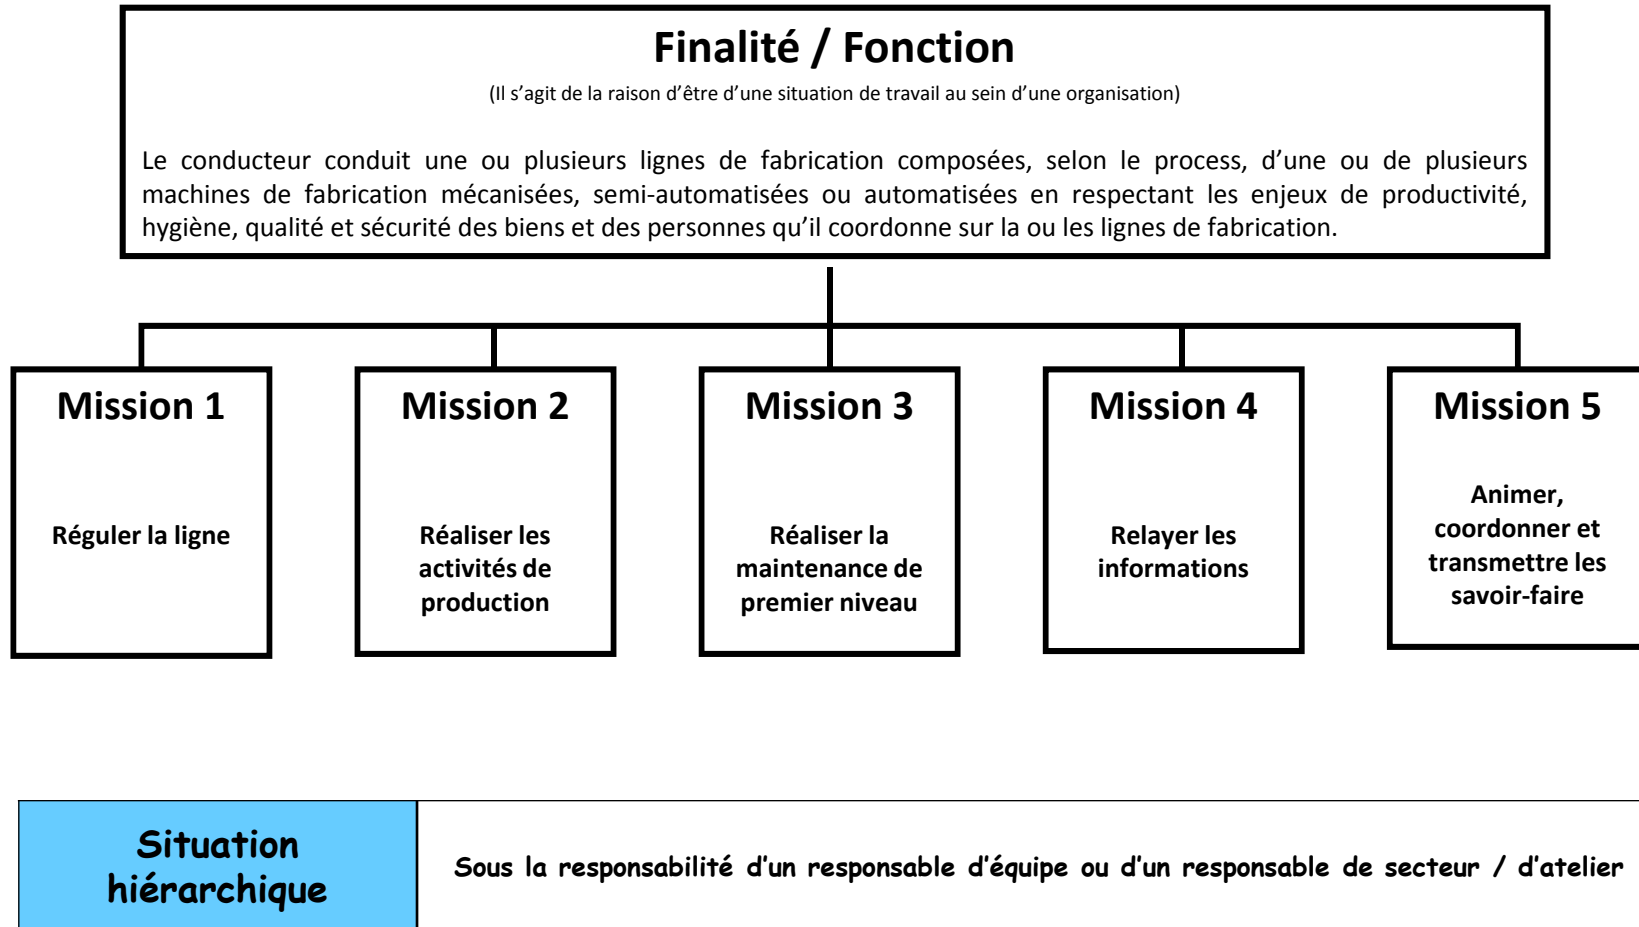 Finalité / Fonction
(Il s’agit de la raison d’être d’une situation de travail au sein d’une organisation)
Le conducteur conduit une ou plusieurs lignes de fabrication composées, selon le process, d’une ou de plusieurs
machines de fabrication mécanisées, semi-automatisées ou automatisées en respectant les enjeux de productivité,
hygiène, qualité et sécurité des biens et des personnes qu’il coordonne sur la ou les lignes de fabrication.
Mission 1
Réguler la ligne
Mission 2
Réaliser les
activités de
production
Mission 3
Réaliser la
maintenance de
premier niveau
Mission 4
Relayer les
informations
Mission 5
Animer,
coordonner et
transmettre les
savoir-faire
Situation
hiérarchique
Sous la responsabilité d’un responsable d’équipe ou d’un responsable de secteur / d’atelier